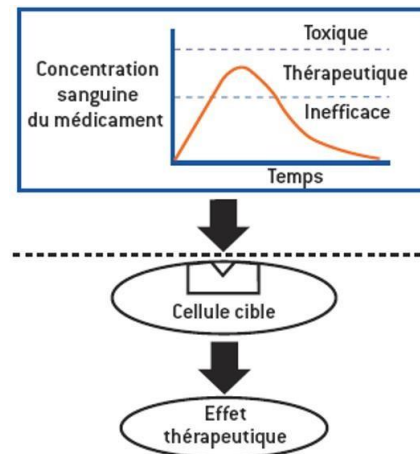 Toxique
Concentration
sanguine
du médicament
Thérapeutique
Inefficace
Temps
Cellule cible
Effet
thérapeutique